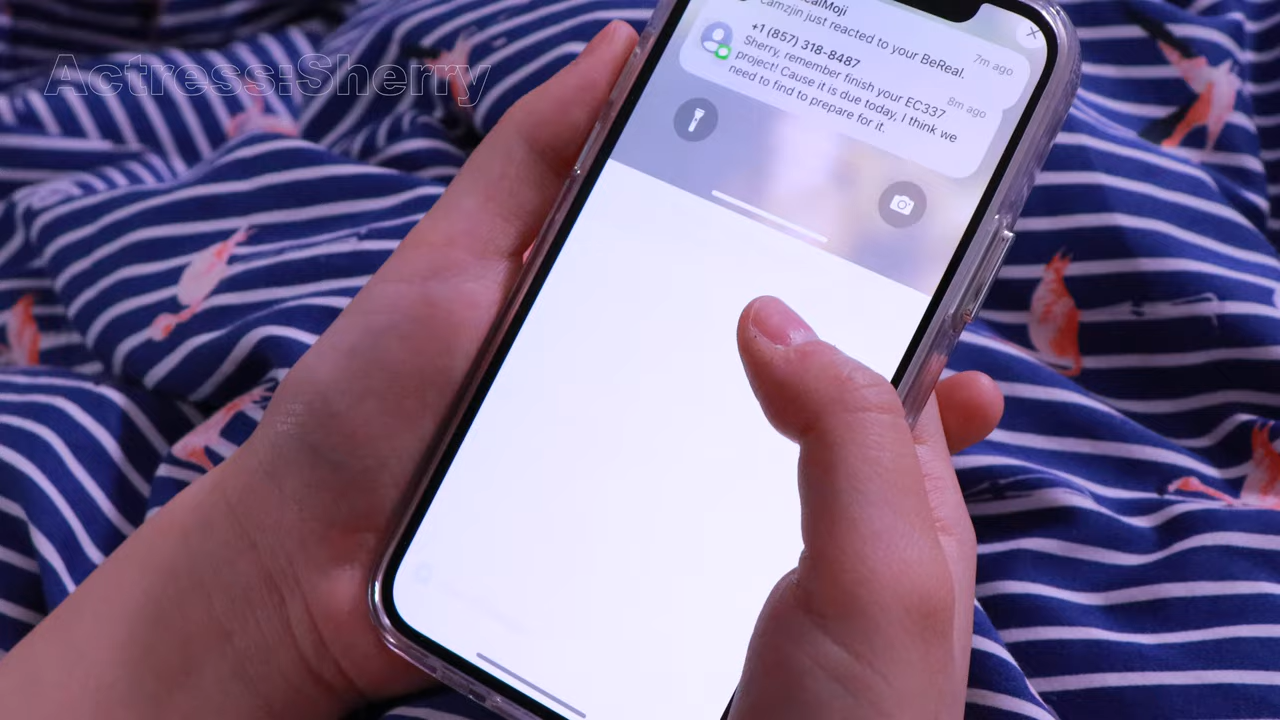 Actress:Sherry
Camzjin just reacted to your BeReal.
7m ago
+1 (857) 318-8487
8m ago
Sherry, remember finish your EC337
project! Cause it is due today, I think we
need to find to prepare for it.